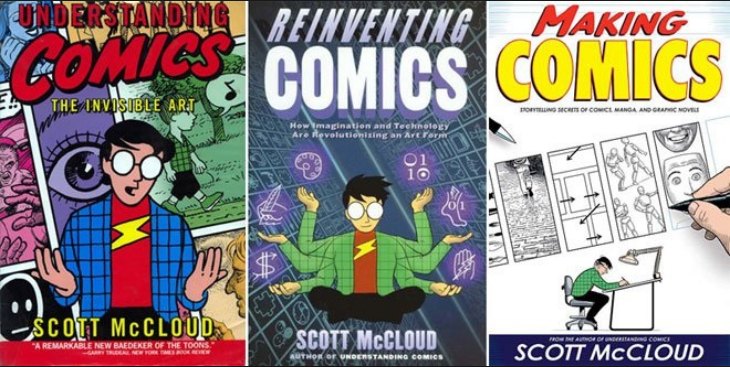 UNDERSTANDING
COMICS
THE INVISIBLE ART
SCOTT McCLOUD
"A REMARKABLE NEW BAEDEKER OF THE TOONS."
—GARRY TRUDEAU, NEW YORK TIMES BOOK REVIEW
REINVENTING
COMICS
How Imagination and Technology
Are Revolutionizing an Art Form
01
10
01
$
SCOTT McCLOUD
AUTHOR OF UNDERSTANDING COMICS
MAKING
COMICS
STORYTELLING SECRETS OF COMICS, MANGA, AND GRAPHIC NOVELS
FROM THE AUTHOR OF UNDERSTANDING COMICS
SCOTT McCLOUD